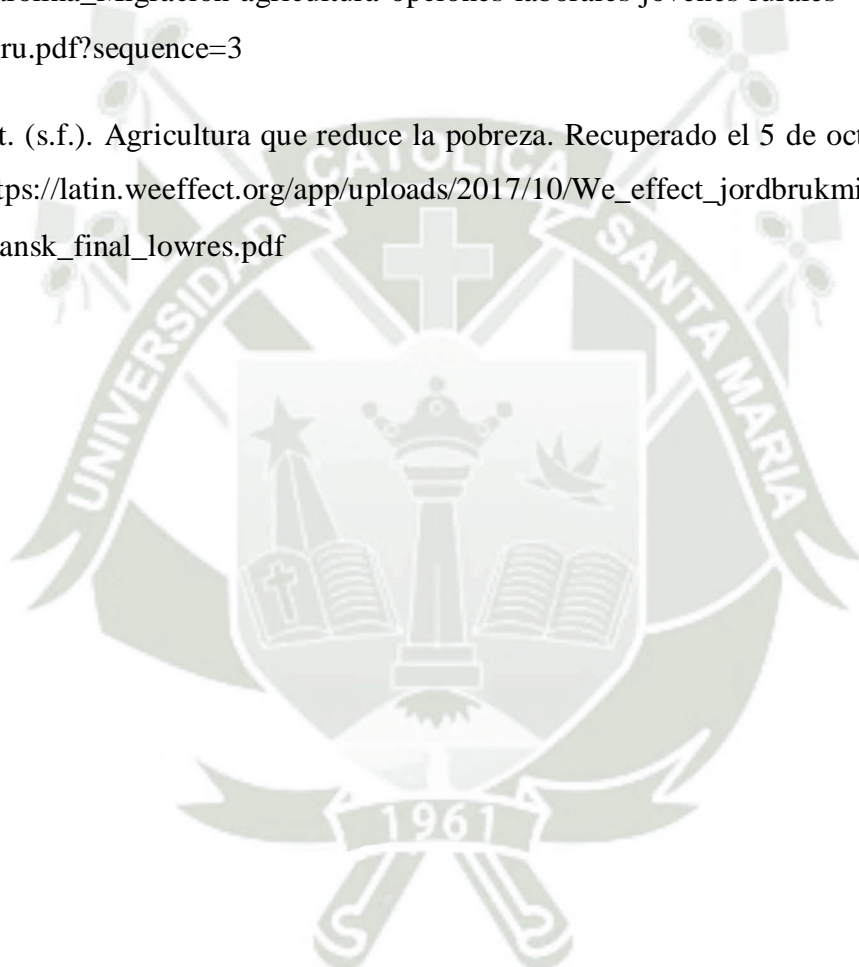 ru.pdf?sequence=3
t. (s.f.). Agricultura que reduce la pobreza. Recuperado el 5 de oct
tps://latin.weeffect.org/app/uploads/2017/10/We_effect_jordbrukmi
ansk_final_lowres.pdf
UNIVERSIDAD CATOLICA SANTA MARIA
1961